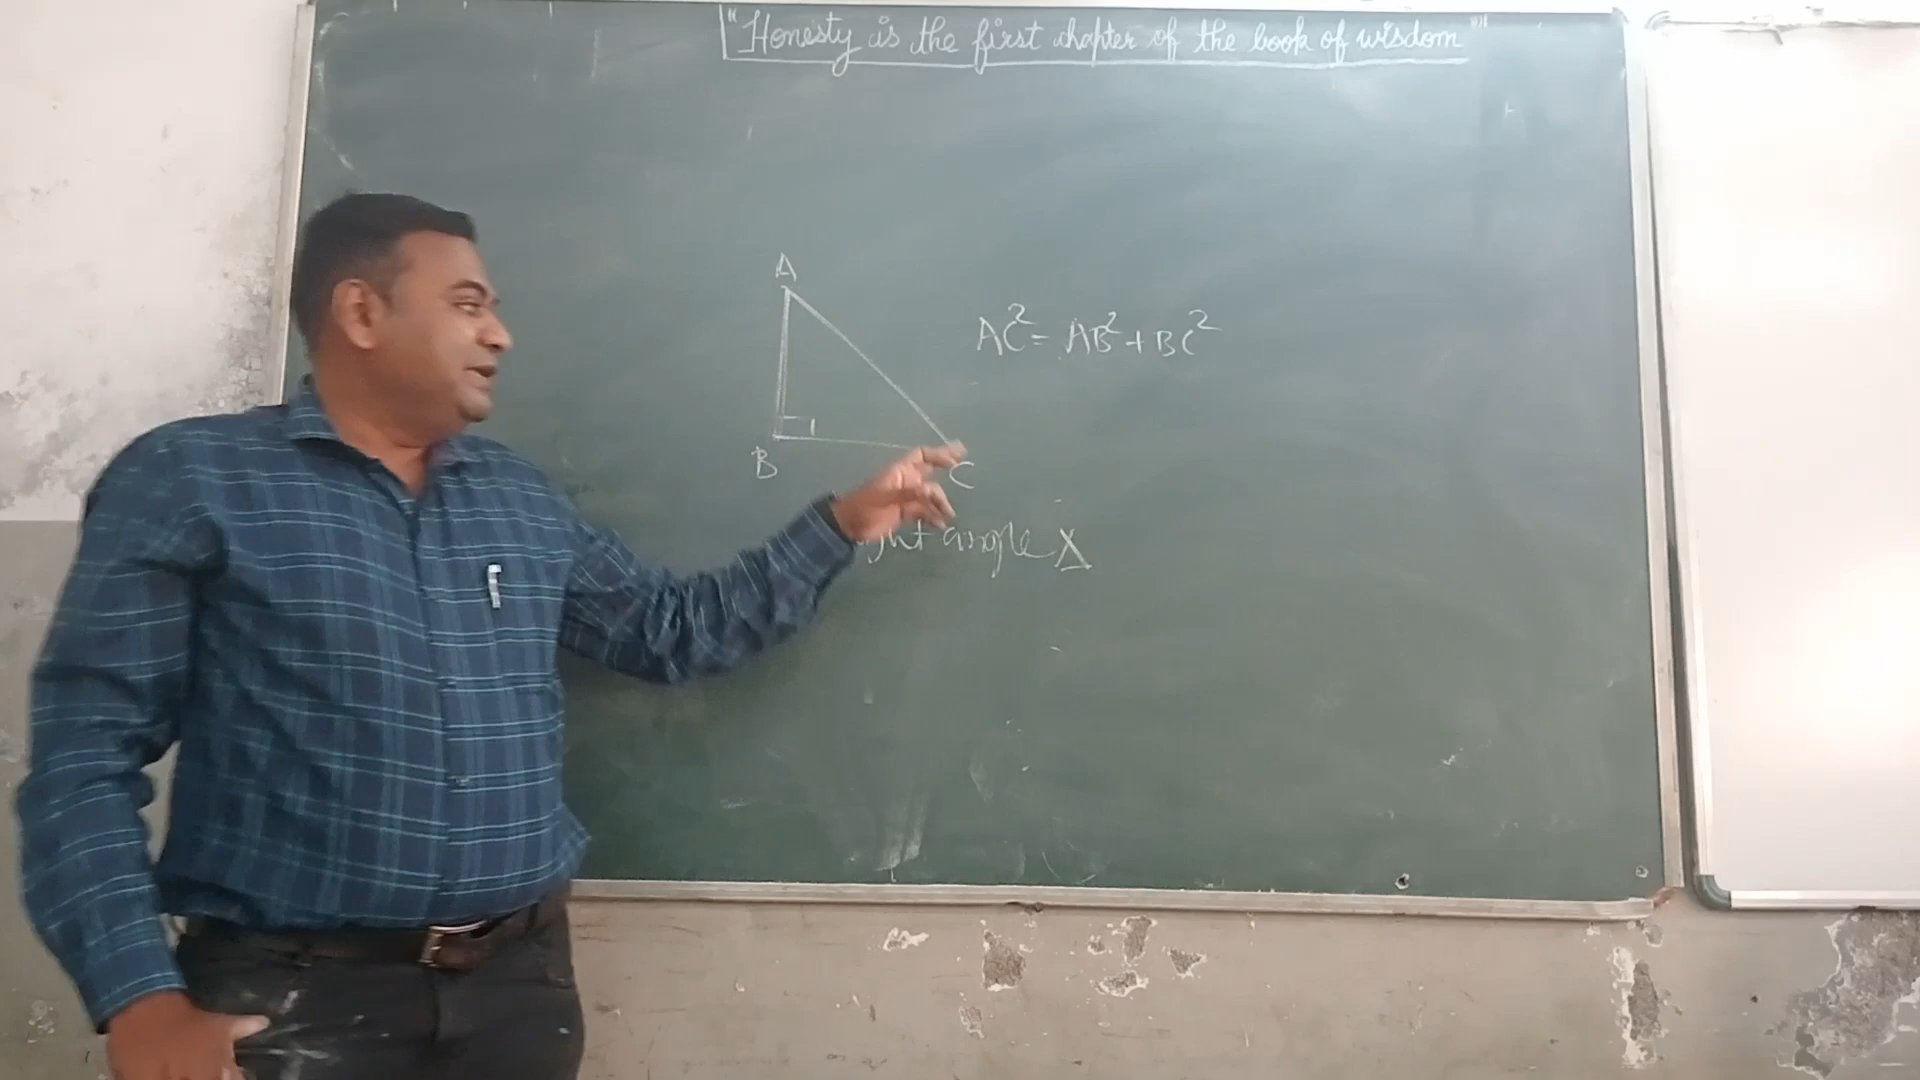 "Honesty is the first chapter of the book of wisdom"
A
AC² = AB² + BC²
B
C
angle Δ